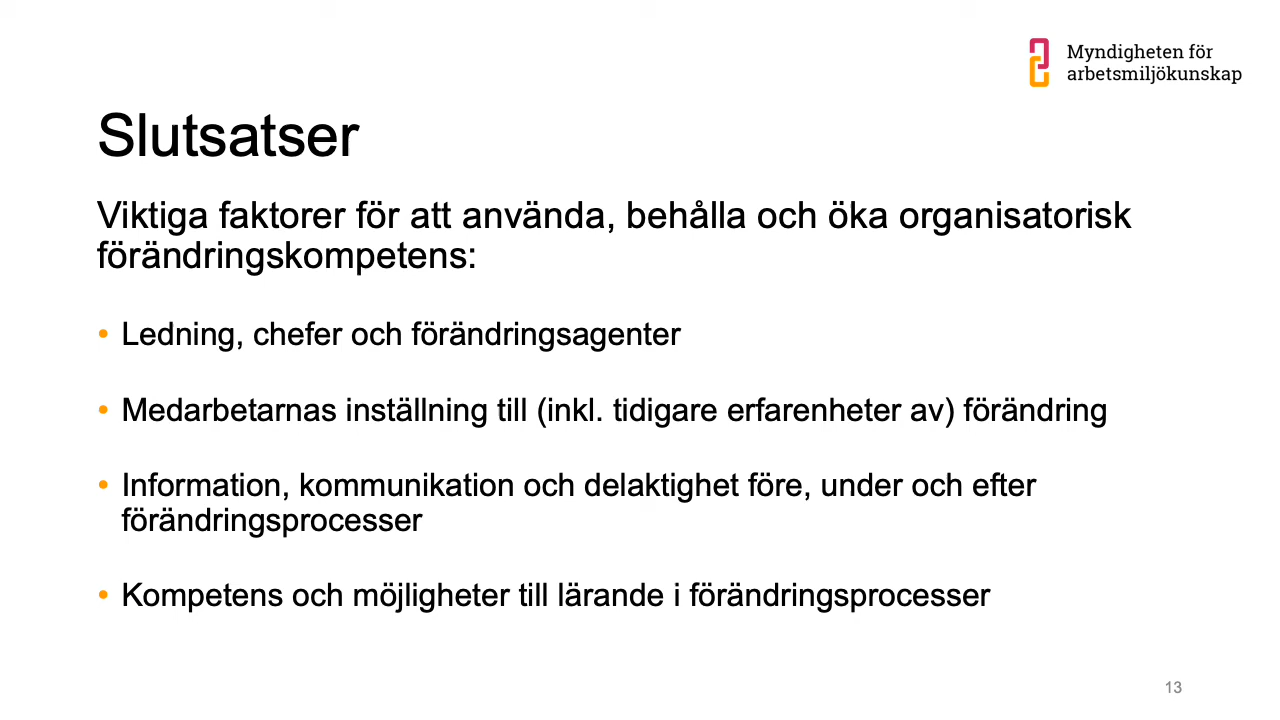 Myndigheten för
arbetsmiljökunskap
Slutsatser
Viktiga faktorer för att använda, behålla och öka organisatorisk
förändringskompetens:
• Ledning, chefer och förändringsagenter
• Medarbetarnas inställning till (inkl. tidigare erfarenheter av) förändring
• Information, kommunikation och delaktighet före, under och efter
förändringsprocesser
• Kompetens och möjligheter till lärande i förändringsprocesser
13